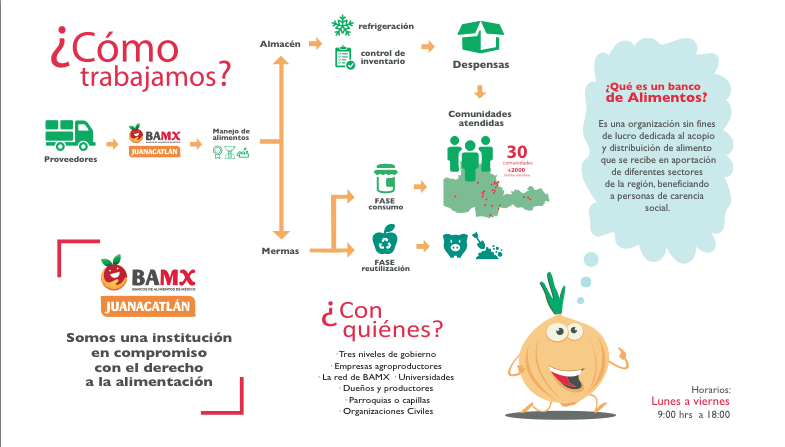 ¿Cómo
trabajamos?
Proveedores
BAMX
JUANACATLÁN
Manejo de
alimentos
Almacén
refrigeración
control de
inventario
Despensas
Comunidades
atendidas
30
comunidades
+2000
Mermas
FASE
consumo
FASE
reutilización
¿Qué es un banco
de Alimentos?
Es una organización sin fines
de lucro dedicada al acopio
y distribución de alimento
que se recibe en aportación
de diferentes sectores
de la región, beneficiando
a personas de carencia
social.
BAMX
BANCOS DE ALIMENTOS DE MÉXICO
JUANACATLÁN
Somos una institución
en compromiso
con el derecho
a la alimentación
¿Con
quiénes?
· Tres niveles de gobierno
· Empresas agroproductores
· La red de BAMX · Universidades
· Dueños y productores
· Parroquias o capillas
· Organizaciones Civiles
Horarios:
Lunes a viernes
9:00 hrs a 18:00